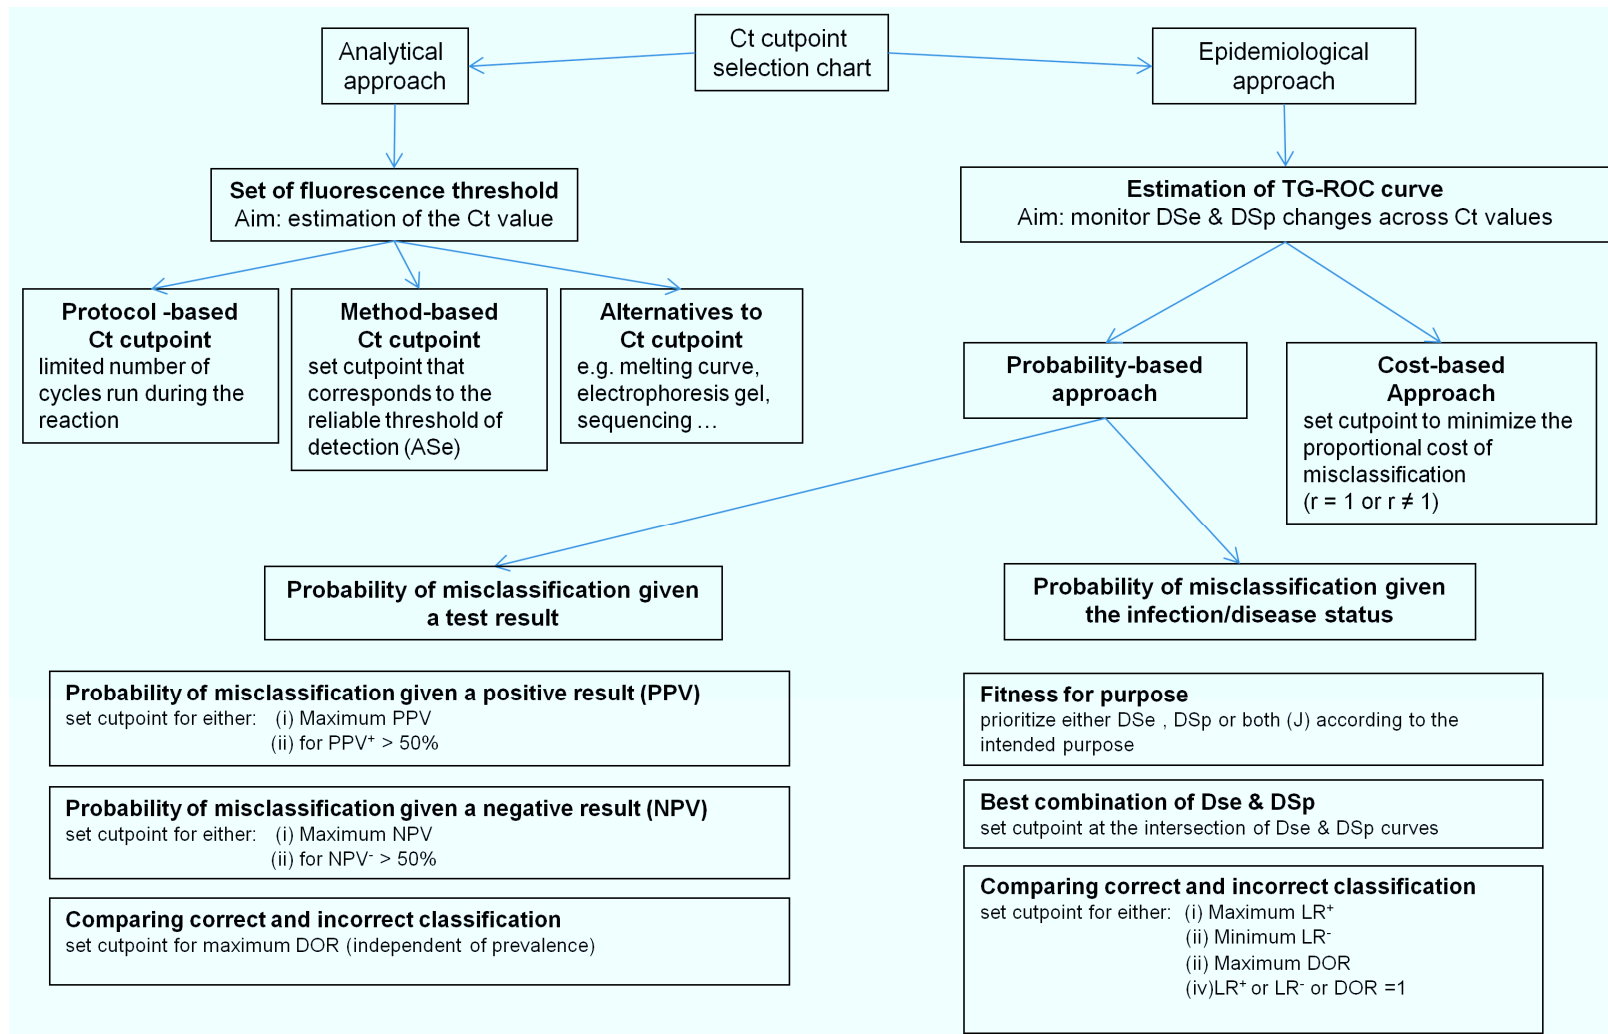 Ct cutpoint
selection chart
Analytical
approach
Epidemiological
approach
Set of fluorescence threshold
Aim: estimation of the Ct value
Estimation of TG-ROC curve
Aim: monitor DSe & DSp changes across Ct values
Protocol -based
Ct cutpoint
limited number of
cycles run during the
reaction
Method-based
Ct cutpoint
set cutpoint that
corresponds to the
reliable threshold of
detection (ASe)
Alternatives to
Ct cutpoint
e.g. melting curve,
electrophoresis gel,
sequencing ...
Probability-based
approach
Cost-based
Approach
set cutpoint to minimize the
proportional cost of
misclassification
(r = 1 or r ≠ 1)
Probability of misclassification given
a test result
Probability of misclassification given
the infection/disease status
Probability of misclassification given a positive result (PPV)
set cutpoint for either: (i) Maximum PPV
(ii) for PPV⁺ > 50%
Probability of misclassification given a negative result (NPV)
set cutpoint for either: (i) Maximum NPV
(ii) for NPV⁻ > 50%
Comparing correct and incorrect classification
set cutpoint for maximum DOR (independent of prevalence)
Fitness for purpose
prioritize either DSe , DSp or both (J) according to the
intended purpose
Best combination of Dse & DSp
set cutpoint at the intersection of Dse & DSp curves
Comparing correct and incorrect classification
set cutpoint for either: (i) Maximum LR⁺
(ii) Minimum LR⁻
(ii) Maximum DOR
(iv)LR⁺ or LR⁻ or DOR =1